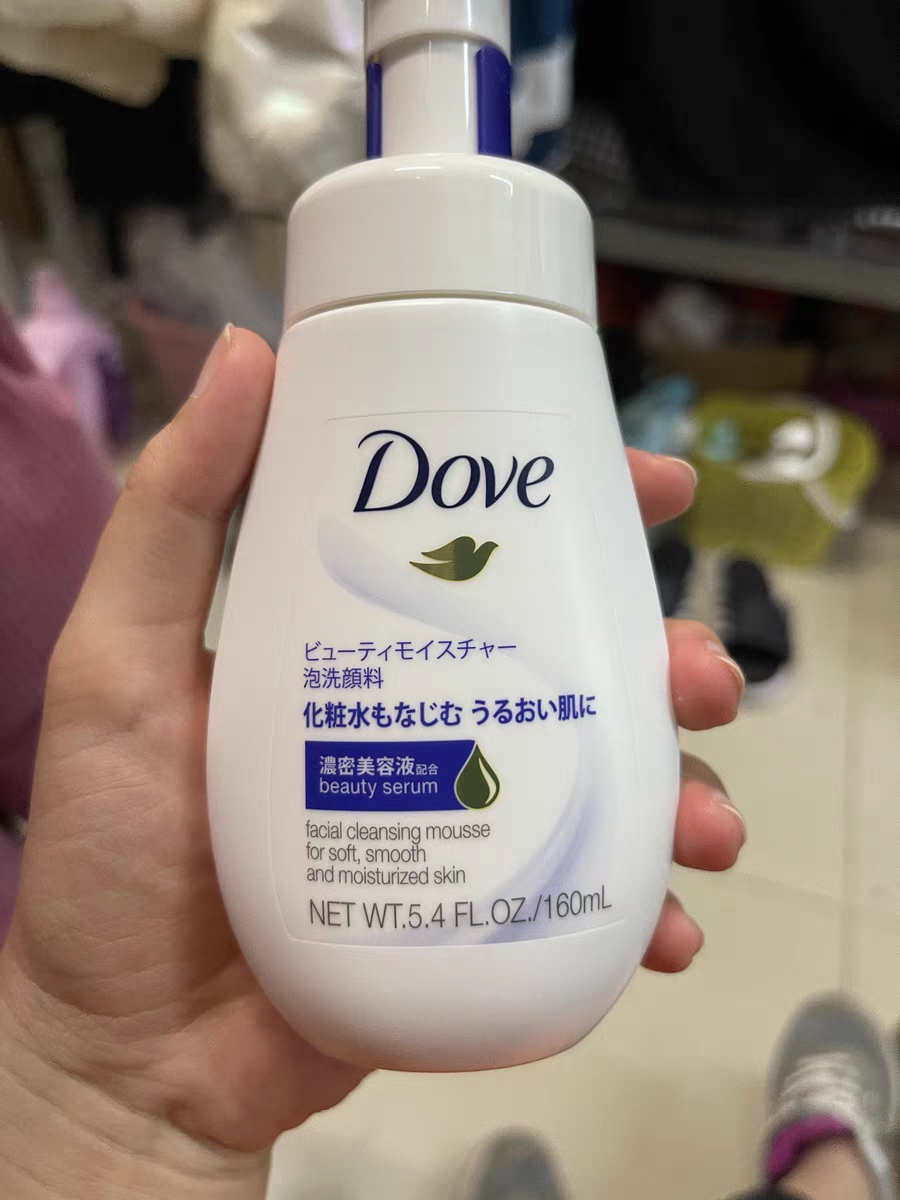 Dove
ビューティモイスチャー
泡洗顔料
化粧水もなじむ うるおい肌に
濃密美容液配合
beauty serum
facial cleansing mousse
for soft, smooth
and moisturized skin
NET WT.5.4 FL.OZ./160mL